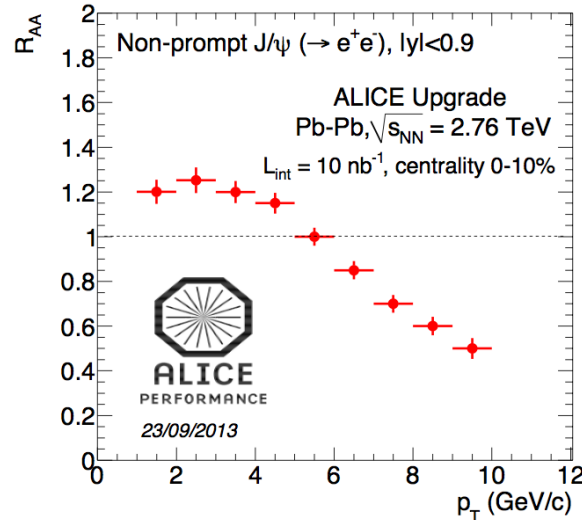 R_AA
2
1.8
1.6
1.4
1.2
1
0.8
0.6
0.4
0.2
0
Non-prompt J/ψ (→ e⁺e⁻), |y|<0.9
ALICE Upgrade
Pb-Pb,√s_NN = 2.76 TeV
L_int = 10 nb⁻¹, centrality 0-10%
ALICE
PERFORMANCE
23/09/2013
0 2 4 6 8 10 12
p_T (GeV/c)